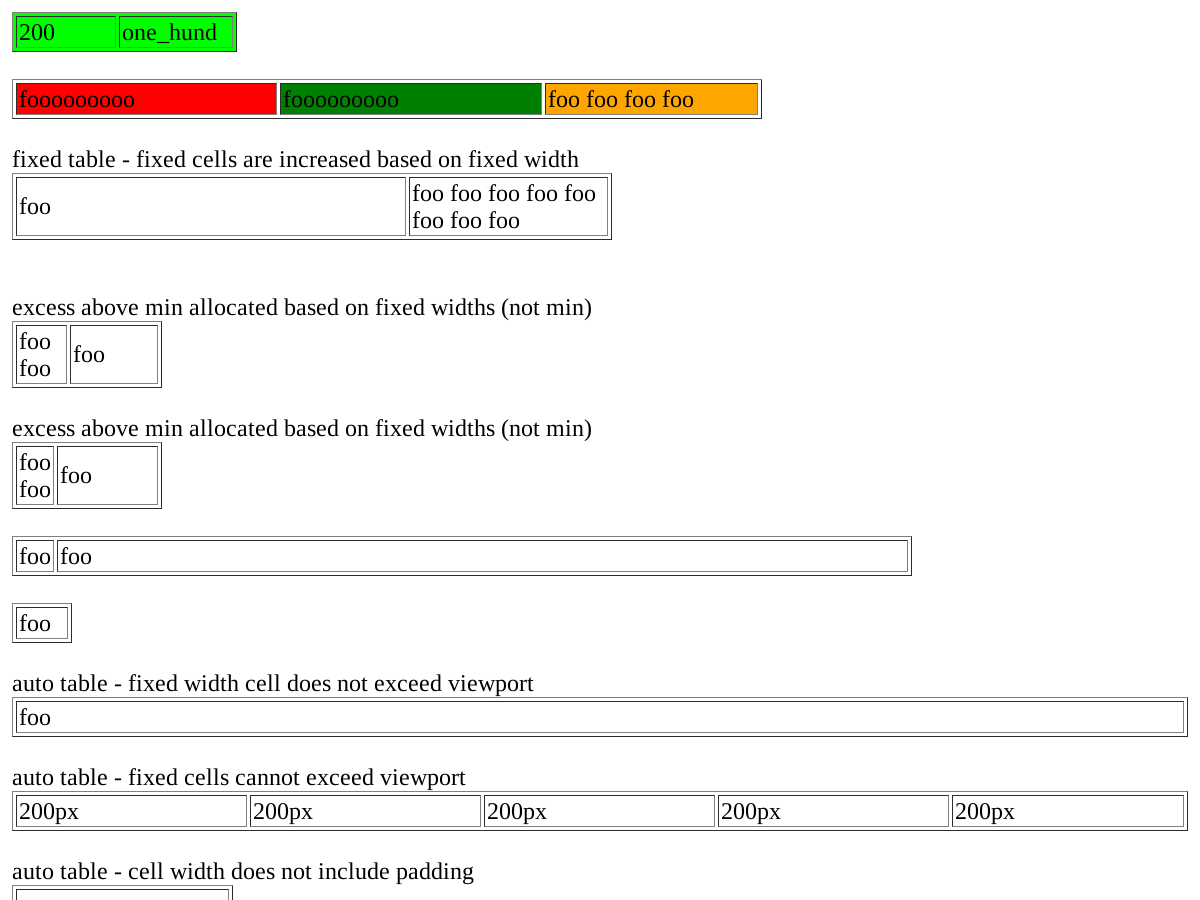 200 one_hund
fooooooooo fooooooooo foo foo foo foo
fixed table - fixed cells are increased based on fixed width
foo foo foo foo foo foo
foo foo foo
excess above min allocated based on fixed widths (not min)
foo
foo
foo
excess above min allocated based on fixed widths (not min)
foo
foo
foo
foo foo
foo
auto table - fixed width cell does not exceed viewport
foo
auto table - fixed cells cannot exceed viewport
200px 200px 200px 200px 200px
auto table - cell width does not include padding